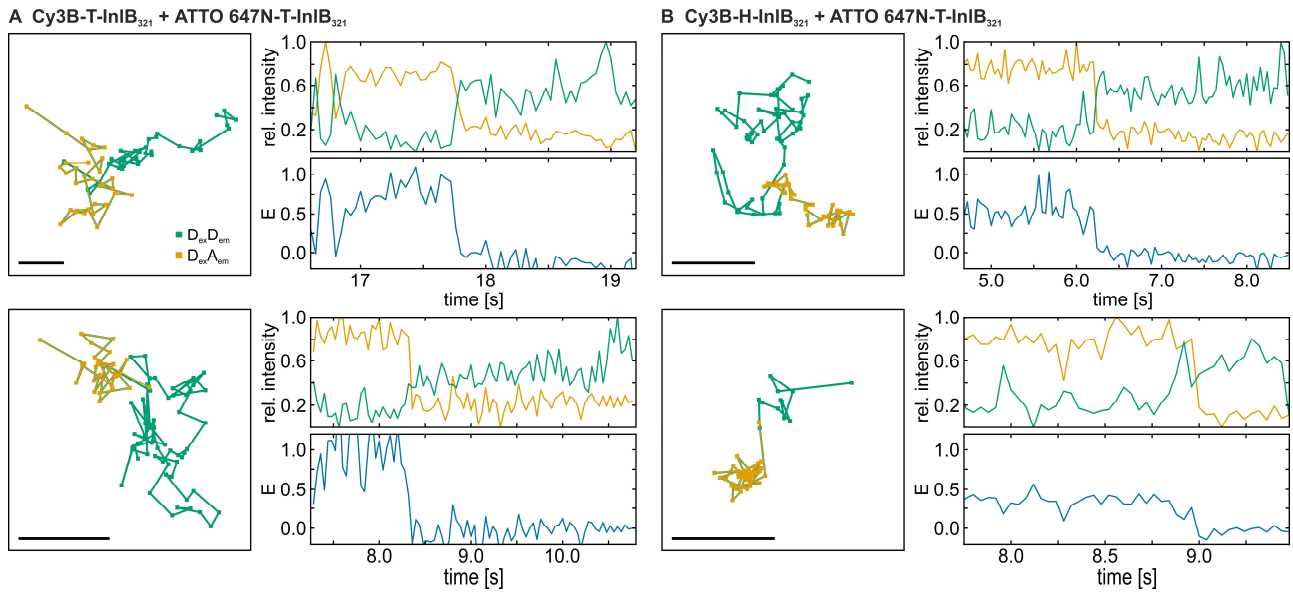 A Cy3B-T-InlB₃₂₁ + ATTO 647N-T-InlB₃₂₁
DₑₓDₑₘ
DₑₓAₑₘ
rel. intensity
1.0
0.6
0.2
E
1.0
0.5
0.0
17
18
19
time [s]
rel. intensity
1.0
0.6
0.2
E
1.0
0.5
0.0
8.0
9.0
10.0
time [s]
B Cy3B-H-InlB₃₂₁ + ATTO 647N-T-InlB₃₂₁
rel. intensity
1.0
0.6
0.2
E
1.0
0.5
0.0
5.0
6.0
7.0
8.0
time [s]
rel. intensity
1.0
0.6
0.2
E
1.0
0.5
0.0
8.0
8.5
9.0
time [s]